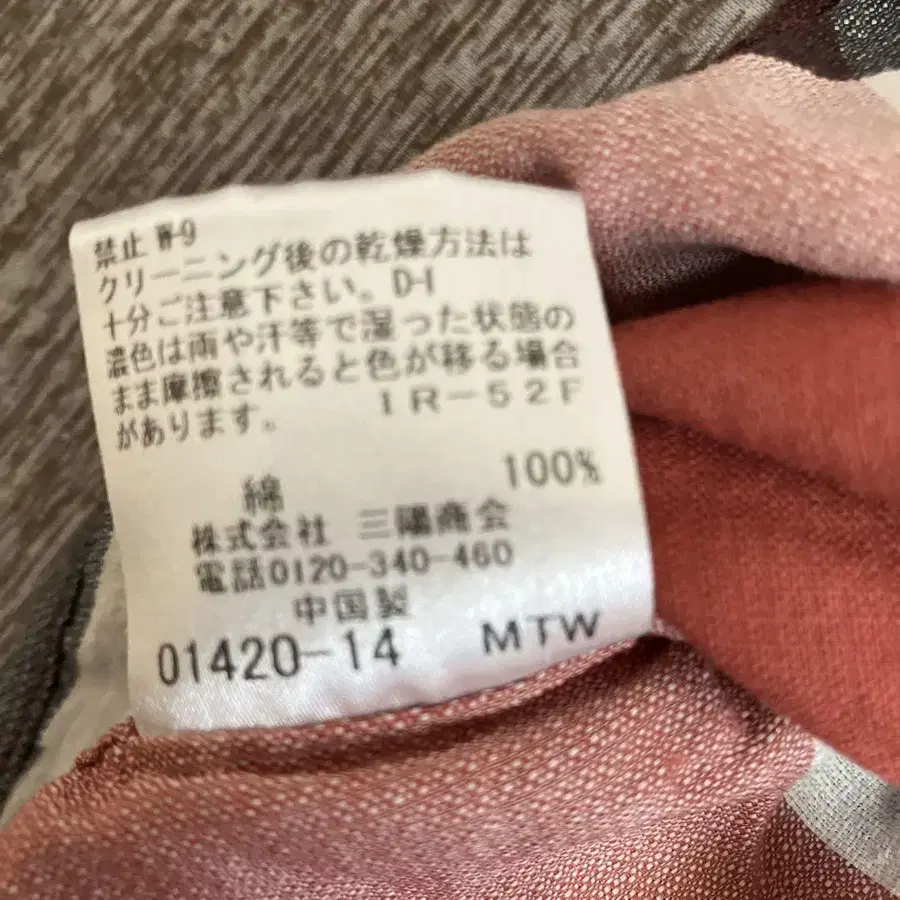 禁止 W-9
クリーニング後の乾燥方法は
十分ご注意下さい。D-I
濃色は雨や汗等で湿った状態の
まま摩擦されると色が移る場合
があります。 IR-52F
綿 100%
株式会社 三陽商会
電話0120-340-460
中国製
01420-14 MTW